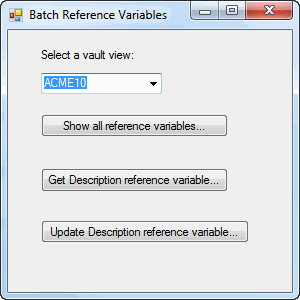 Batch Reference Variables
Select a vault view:
ACME10
Show all reference variables...
Get Description reference variable...
Update Description reference variable...